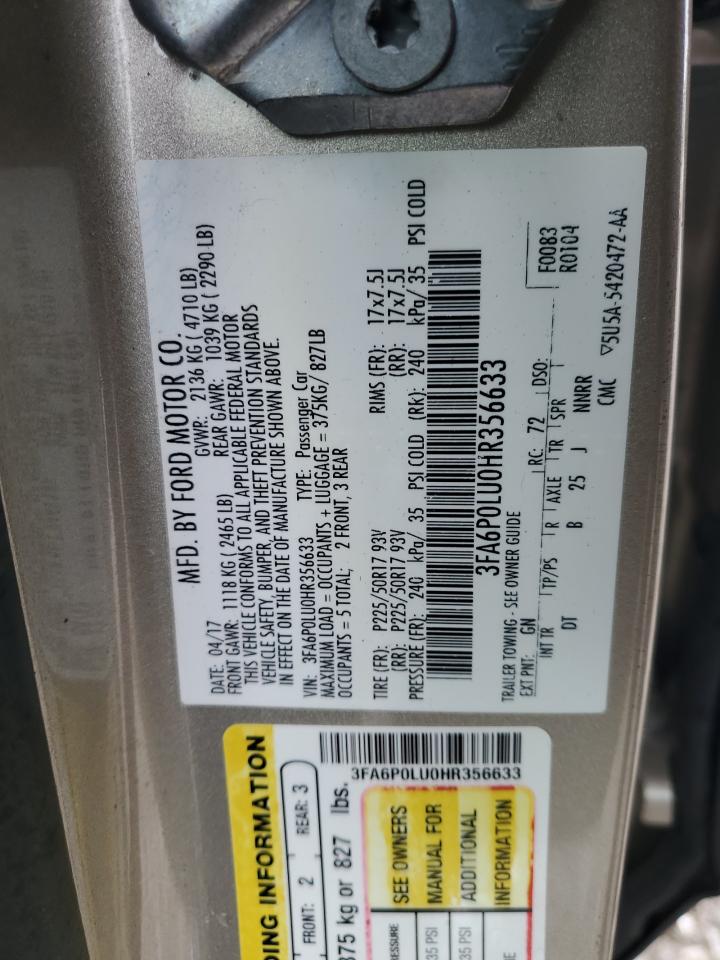 MFD. BY FORD MOTOR CO.
DATE: 04/17 GVWR: 2136 KG ( 4710 LB)
FRONT GAWR: 1118 KG ( 2465 LB) REAR GAWR: 1039 KG ( 2290 LB)
THIS VEHICLE CONFORMS TO ALL APPLICABLE FEDERAL MOTOR
VEHICLE SAFETY, BUMPER, AND THEFT PREVENTION STANDARDS
IN EFFECT ON THE DATE OF MANUFACTURE SHOWN ABOVE.
VIN: 3FA6P0LU0HR356633 TYPE: Passenger Car
MAXIMUM LOAD = OCCUPANTS + LUGGAGE = 375KG/ 827LB
OCCUPANTS = 5 TOTAL; 2 FRONT, 3 REAR
TIRE (FR): P225/50R17 93V RIMS (FR): 17x7.5J
(RR): P225/50R17 93V (RR): 17x7.5J
PRESSURE (FR): 240 kPa/ 35 PSI COLD (RR): 240 kPa/ 35 PSI COLD
3FA6P0LU0HR356633
TRAILER TOWING - SEE OWNER GUIDE
EXT PNT: GN RC: 72 DSO: F0083
R0104
INT TR TP/PS R AXLE TR SPR
DT B 25 J NNRR
CMC ▽5U5A-5420472-AA
DING INFORMATION
FRONT: 2 REAR: 3
375 kg or 827 lbs.
3FA6P0LU0HR356633
RESSURE SEE OWNERS
35 PSI MANUAL FOR
35 PSI ADDITIONAL
INFORMATION